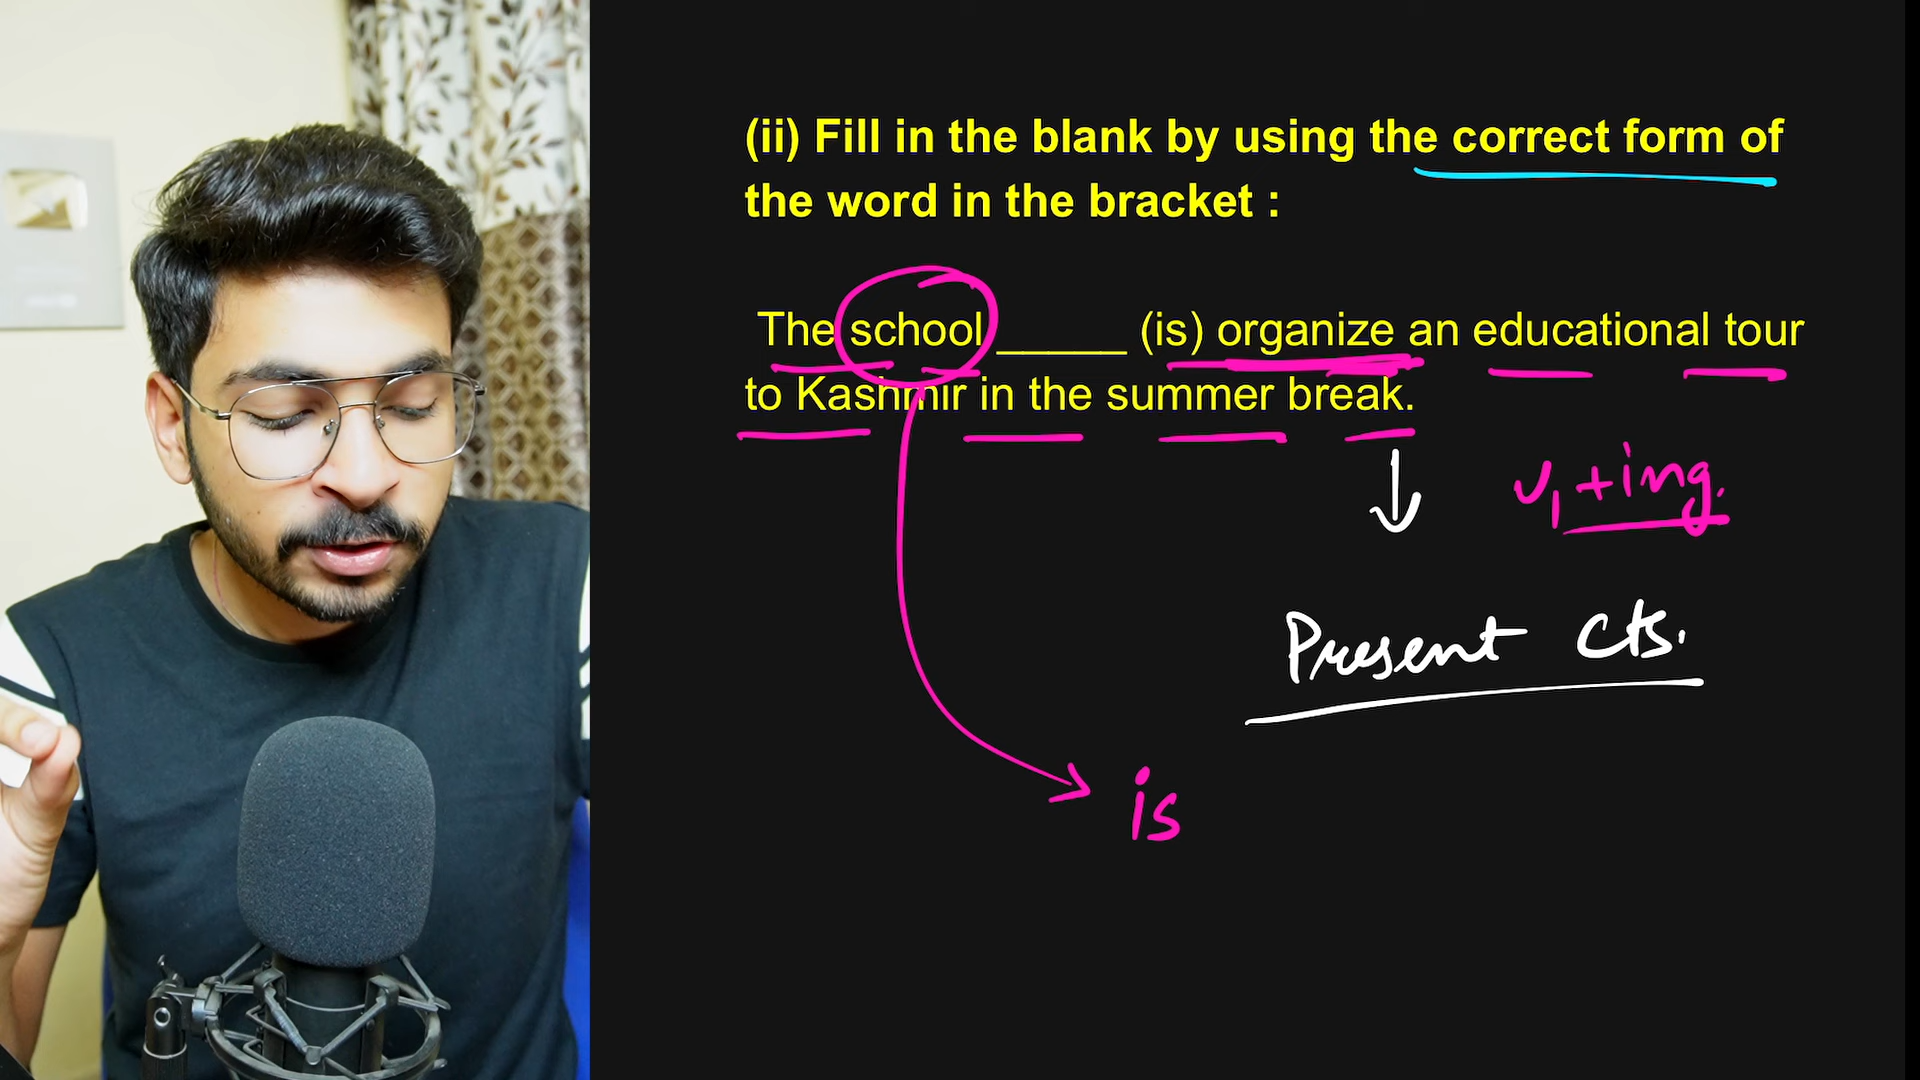 (ii) Fill in the blank by using the correct form of
the word in the bracket :
The school _____ (is) organize an educational tour
to Kashmir in the summer break.
v₁ +ing.
Present Cts.
is